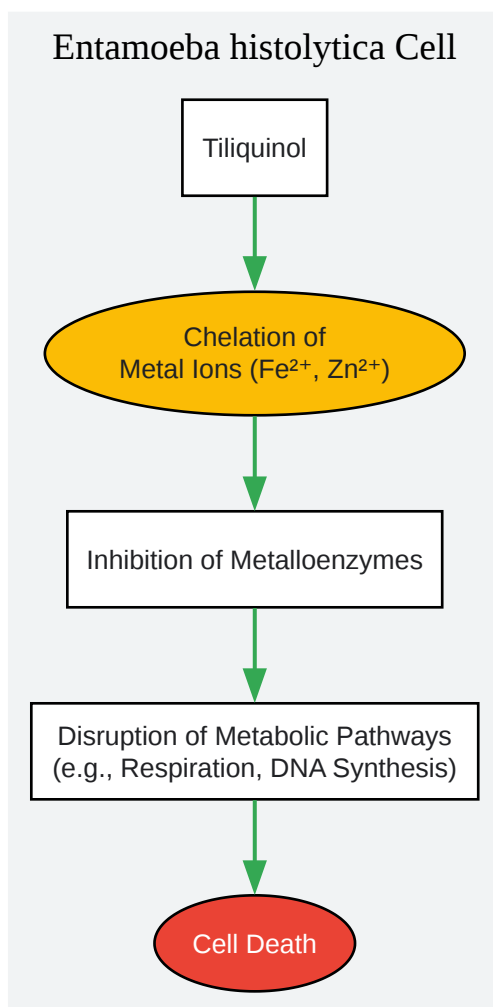 Entamoeba histolytica Cell
Tiliquinol
Chelation of
Metal Ions (Fe²⁺, Zn²⁺)
Inhibition of Metalloenzymes
Disruption of Metabolic Pathways
(e.g., Respiration, DNA Synthesis)
Cell Death